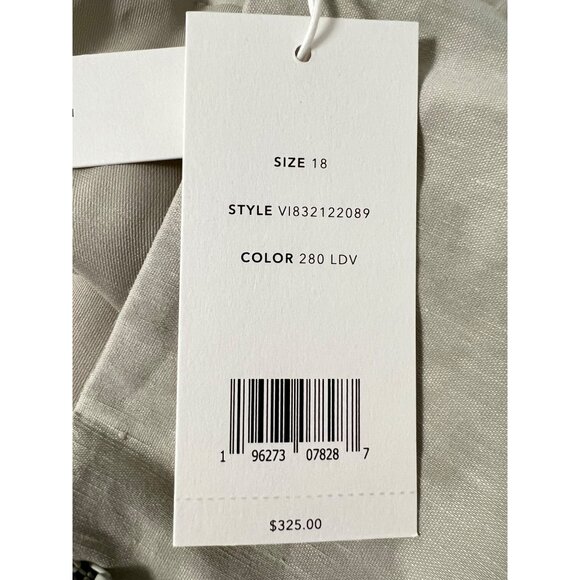 SIZE 18
STYLE VI832122089
COLOR 280 LDV
1 96273 07828 7
$325.00